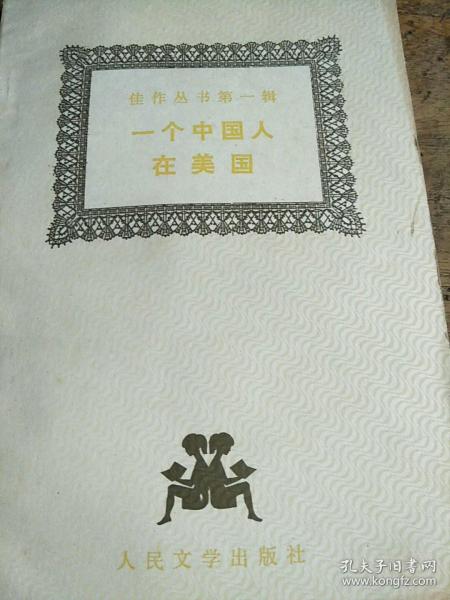 佳作丛书第一辑
一个中国人
在美国
人民文学出版社
孔夫子旧书网
www.kongfz.com